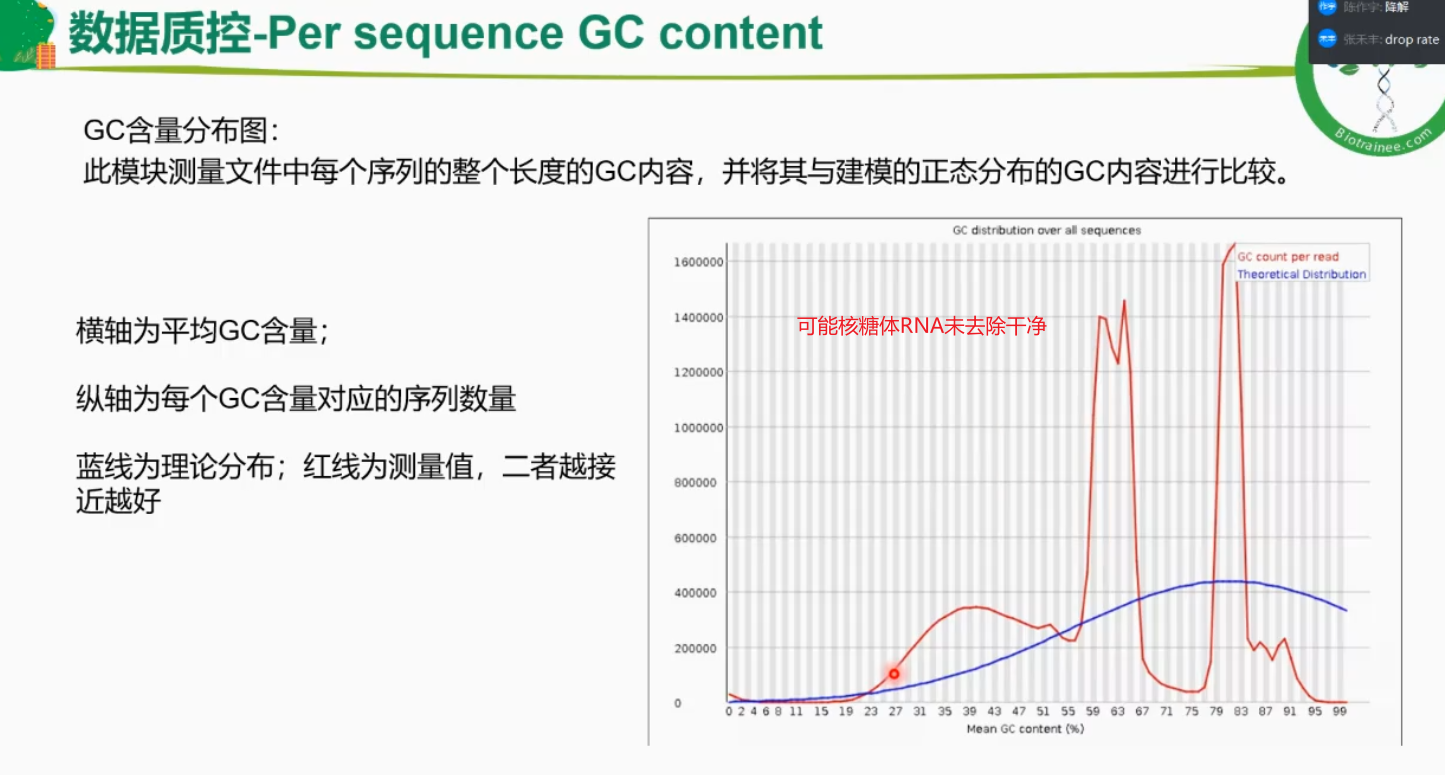 数据质控-Per sequence GC content
陈作宇: 降解
张禾丰: drop rate
Biotrainee.com
GC含量分布图：
此模块测量文件中每个序列的整个长度的GC内容，并将其与建模的正态分布的GC内容进行比较。
横轴为平均GC含量；
纵轴为每个GC含量对应的序列数量
蓝线为理论分布；红线为测量值，二者越接
近越好
GC distribution over all sequences
GC count per read
Theoretical Distribution
可能核糖体RNA未去除干净
1600000
1400000
1200000
1000000
800000
600000
400000
200000
0
0 2 4 6 8 11 15 19 23 27 31 35 39 43 47 51 55 59 63 67 71 75 79 83 87 91 95 99
Mean GC content (%)